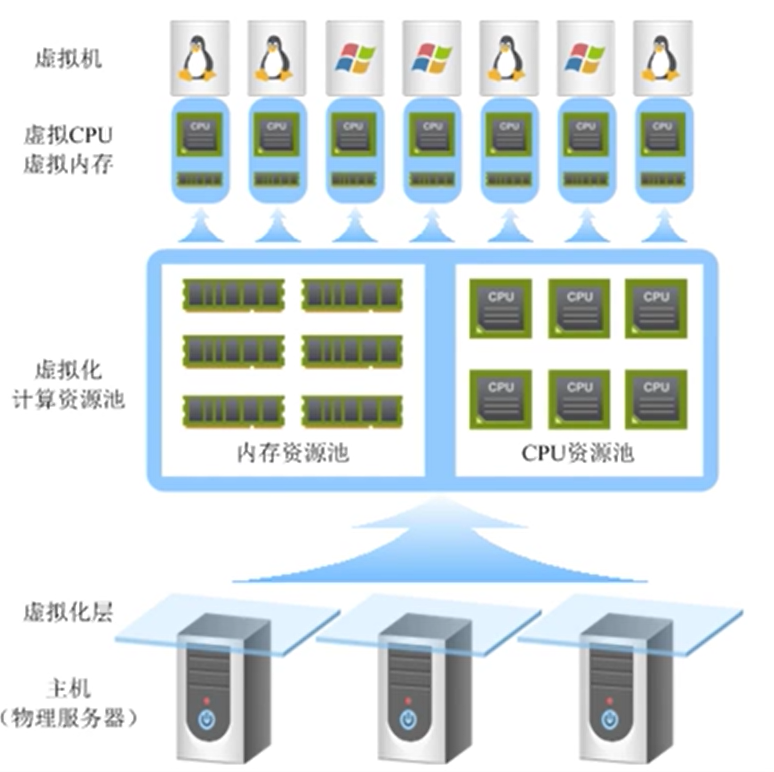 虚拟机
虚拟CPU
虚拟内存
CPU
CPU
CPU
CPU
CPU
CPU
CPU
虚拟化
计算资源池
CPU
CPU
CPU
CPU
CPU
CPU
内存资源池
CPU资源池
虚拟化层
主机
（物理服务器）